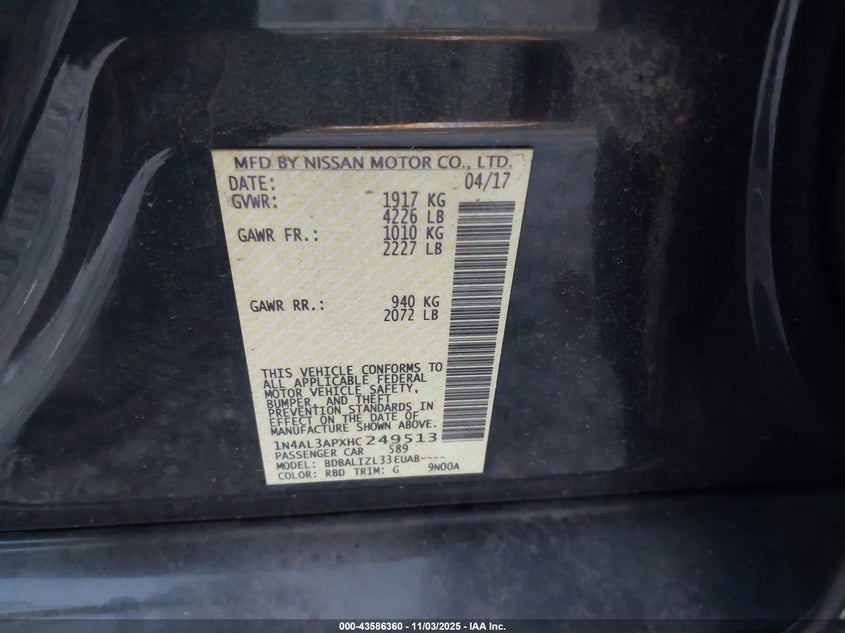 MFD BY NISSAN MOTOR CO., LTD.
DATE: 04/17
GVWR: 1917 KG
4226 LB
GAWR FR.: 1010 KG
2227 LB
GAWR RR.: 940 KG
2072 LB
THIS VEHICLE CONFORMS TO
ALL APPLICABLE FEDERAL
MOTOR VEHICLE SAFETY,
BUMPER, AND THEFT
PREVENTION STANDARDS IN
EFFECT ON THE DATE OF
MANUFACTURE SHOWN ABOVE.
1N4AL3APXHC249513
PASSENGER CAR 589
MODEL: BDBALIZL33EUAB----
COLOR: RBD TRIM: G 9N00A
000-43586360 - 11/03/2025 - IAA Inc.